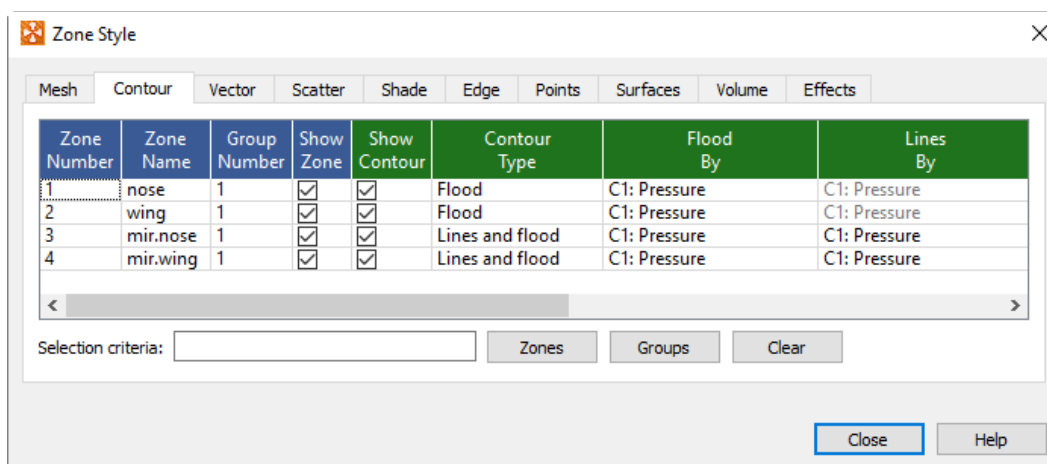 Zone Style
Mesh Contour Vector Scatter Shade Edge Points Surfaces Volume Effects
Zone Number Zone Name Group Number Show Zone Show Contour Contour Type Flood By Lines By
1 nose 1 Flood C1: Pressure C1: Pressure
2 wing 1 Flood C1: Pressure C1: Pressure
3 mir.nose 1 Lines and flood C1: Pressure C1: Pressure
4 mir.wing 1 Lines and flood C1: Pressure C1: Pressure
Selection criteria: Zones Groups Clear
Close Help